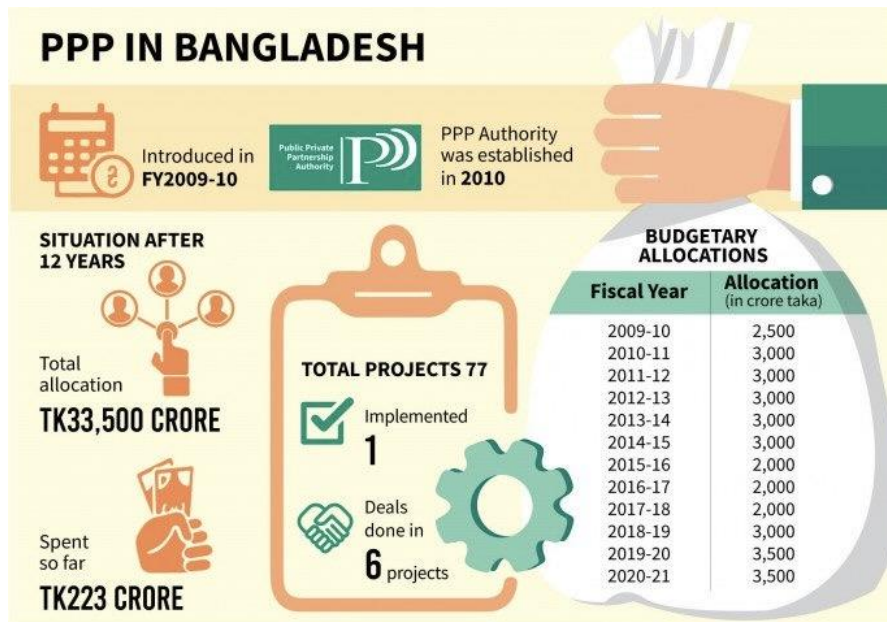 PPP IN BANGLADESH
Introduced in
FY2009-10
Public Private
Partnership
Authority
PPP
PPP Authority
was established
in 2010
SITUATION AFTER
12 YEARS
Total
allocation
TK33,500 CRORE
Spent
so far
TK223 CRORE
TOTAL PROJECTS 77
Implemented
1
Deals
done in
6 projects
BUDGETARY
ALLOCATIONS
Fiscal Year Allocation
(in crore taka)
2009-10 2,500
2010-11 3,000
2011-12 3,000
2012-13 3,000
2013-14 3,000
2014-15 3,000
2015-16 2,000
2016-17 2,000
2017-18 2,000
2018-19 3,000
2019-20 3,500
2020-21 3,500